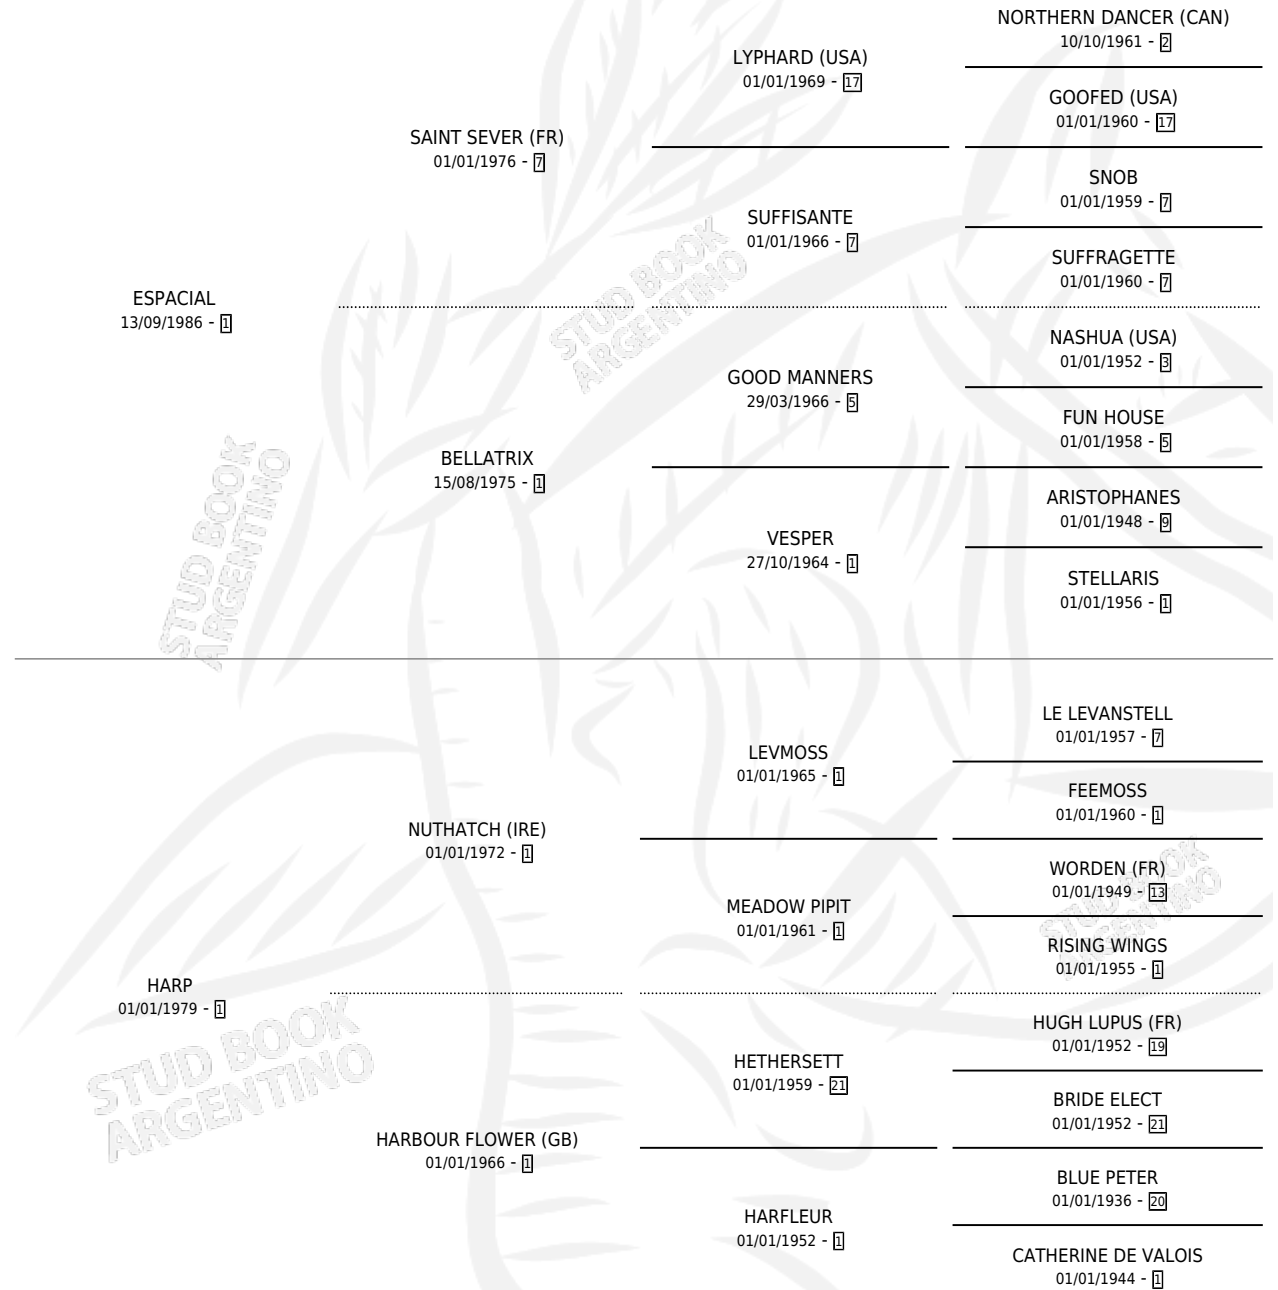 NORTHERN DANCER (CAN)
10/10/1961 - 2
LYPHARD (USA)
01/01/1969 - 17
GOOFED (USA)
01/01/1960 - 17
SAINT SEVER (FR)
01/01/1976 - 7
SNOB
01/01/1959 - 7
SUFFISANTE
01/01/1966 - 7
SUFFRAGETTE
01/01/1960 - 7
ESPACIAL
13/09/1986 - 1
STUD BOOK
ARGENTINO
NASHUA (USA)
01/01/1952 - 3
GOOD MANNERS
29/03/1966 - 5
FUN HOUSE
01/01/1958 - 5
BELLATRIX
15/08/1975 - 1
ARISTOPHANES
01/01/1948 - 9
VESPER
27/10/1964 - 1
STELLARIS
01/01/1956 - 1
STUD BOOK
ARGENTINO
LE LEVANSTELL
01/01/1957 - 7
LEVMOSS
01/01/1965 - 1
FEEMOSS
01/01/1960 - 1
NUTHATCH (IRE)
01/01/1972 - 1
WORDEN (FR)
01/01/1949 - 13
MEADOW PIPIT
01/01/1961 - 1
STUD BOOK
ARGENTINO
RISING WINGS
01/01/1955 - 1
HARP
01/01/1979 - 1
HUGH LUPUS (FR)
01/01/1952 - 19
STUD BOOK
ARGENTINO
HETHERSETT
01/01/1959 - 21
BRIDE ELECT
01/01/1952 - 21
HARBOUR FLOWER (GB)
01/01/1966 - 1
BLUE PETER
01/01/1936 - 20
HARFLEUR
01/01/1952 - 1
CATHERINE DE VALOIS
01/01/1944 - 1